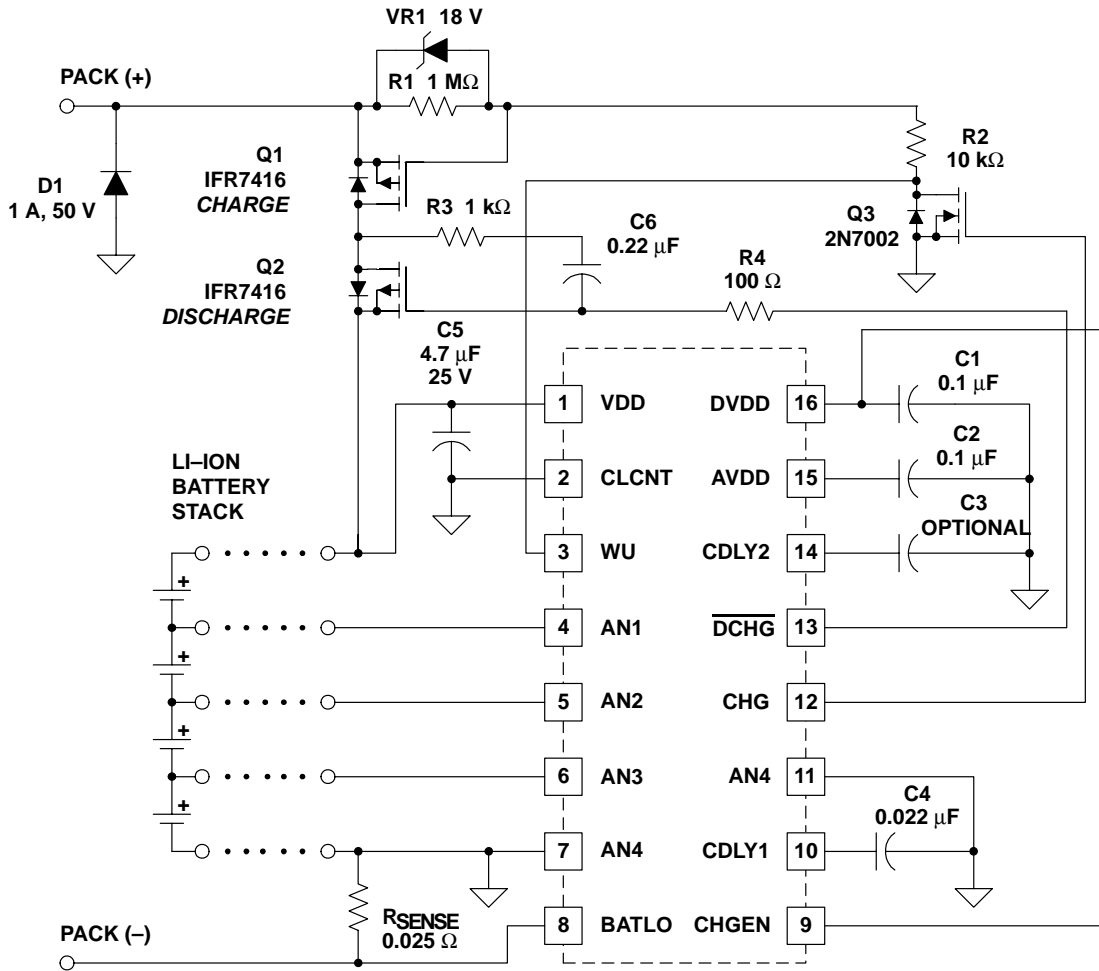 VR1 18 V
R1 1 MΩ
PACK (+)
D1
1 A, 50 V
Q1
IFR7416
CHARGE
R2
10 kΩ
R3 1 kΩ
C6
0.22 μF
Q3
2N7002
R4
100 Ω
Q2
IFR7416
DISCHARGE
C5
4.7 μF
25 V
C1
0.1 μF
1 VDD DVDD 16
C2
0.1 μF
LI–ION
BATTERY
STACK
2 CLCNT AVDD 15
C3
OPTIONAL
3 WU CDLY2 14
+
4 AN1 DCHG 13
+
5 AN2 CHG 12
+
6 AN3 AN4 11
+
C4
0.022 μF
7 AN4 CDLY1 10
RSENSE
0.025 Ω
8 BATLO CHGEN 9
PACK (–)